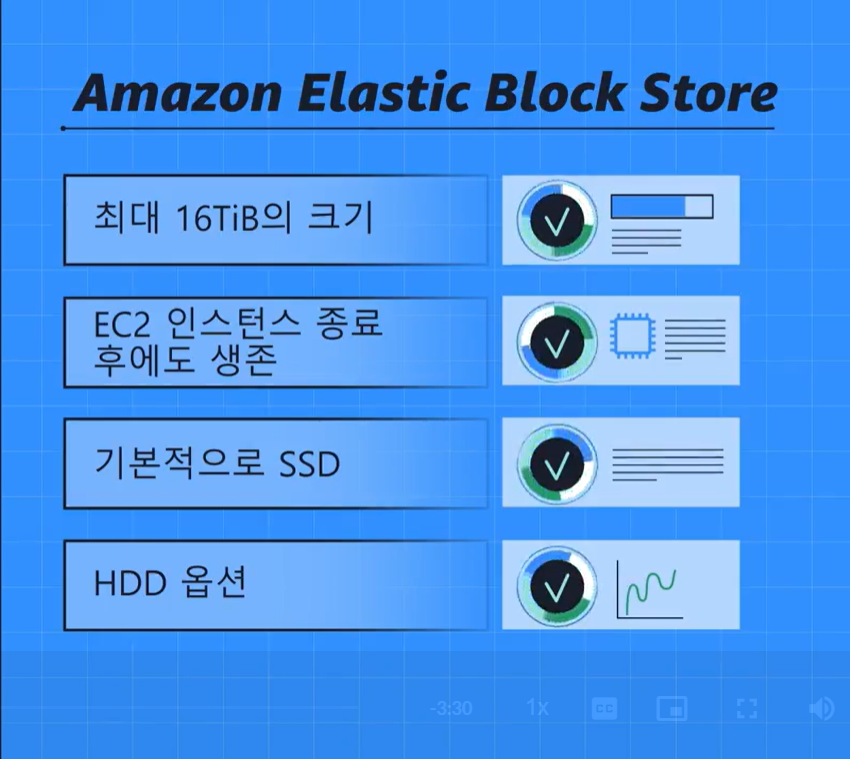 Amazon Elastic Block Store
최대 16TiB의 크기
EC2 인스턴스 종료
후에도 생존
기본적으로 SSD
HDD 옵션
-3:30 1x CC